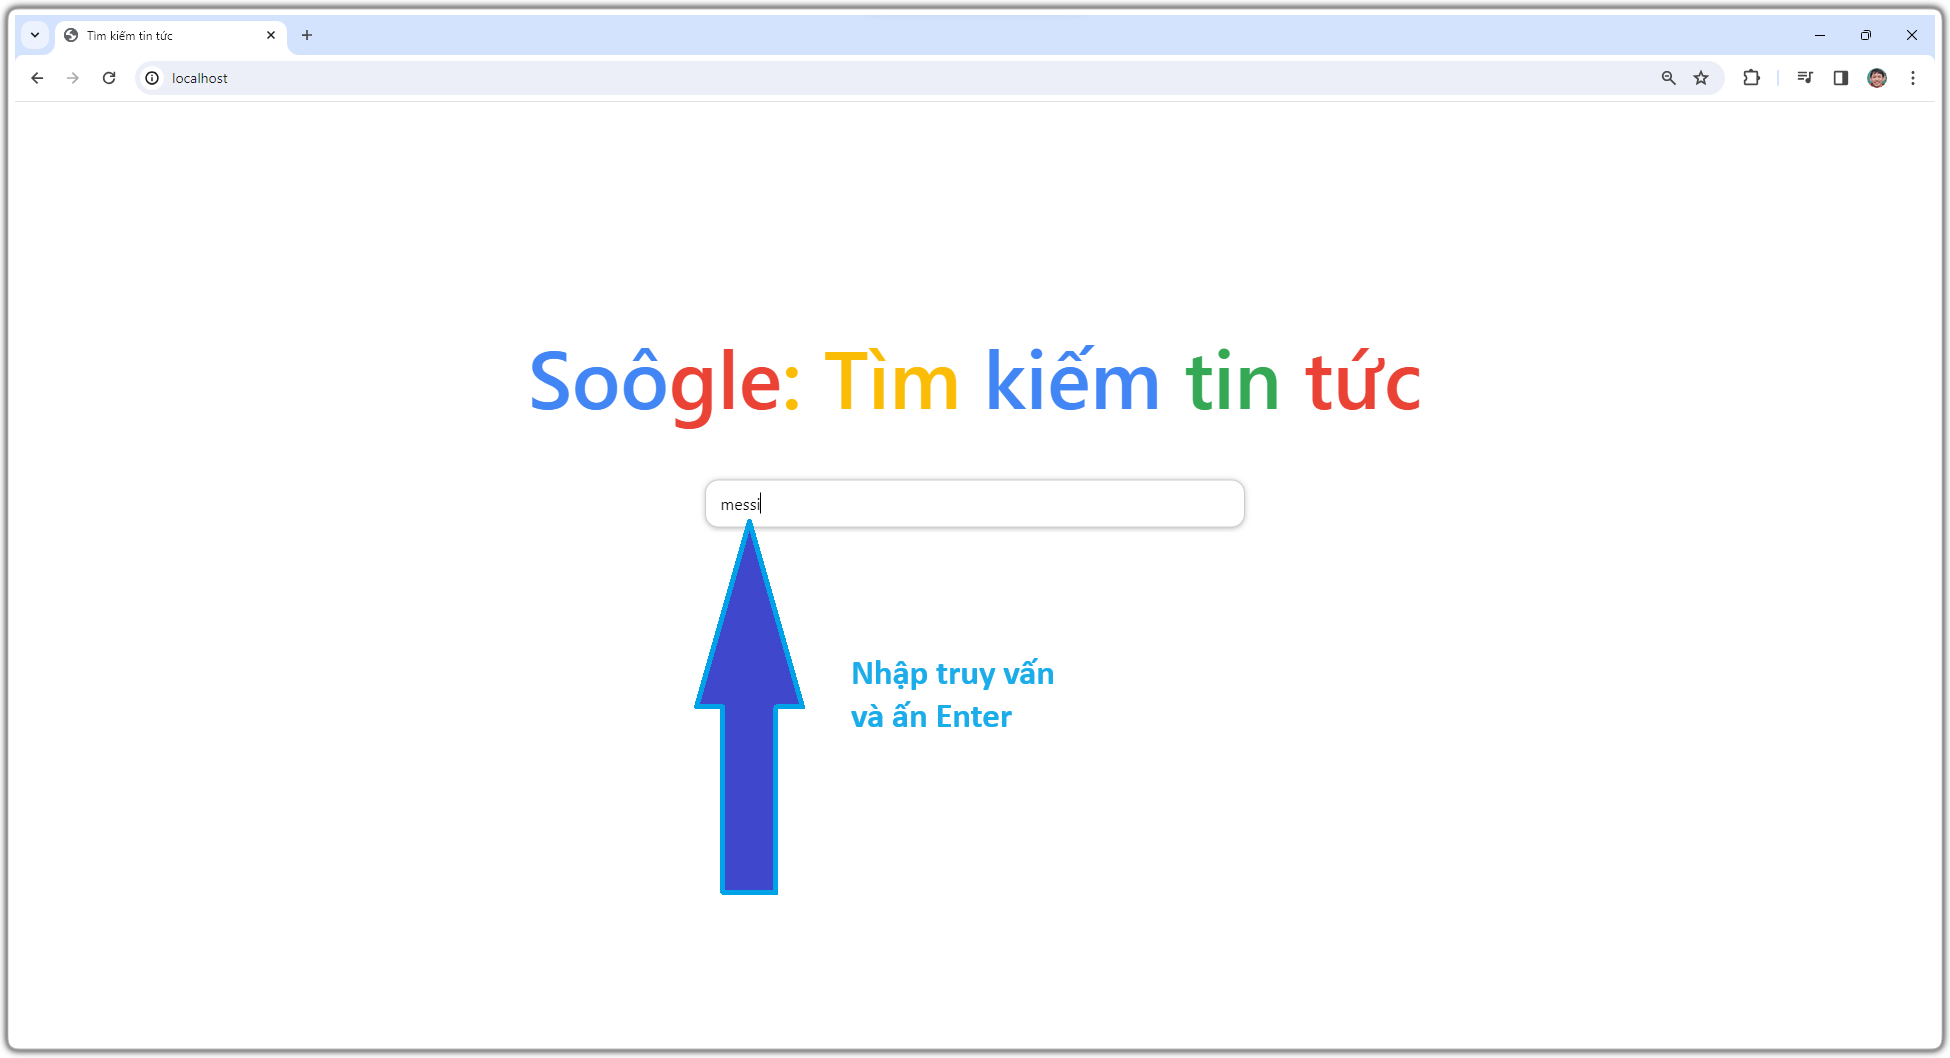 Tìm kiếm tin tức
localhost
Soôgle: Tìm kiếm tin tức
messi
Nhập truy vấn
và ấn Enter